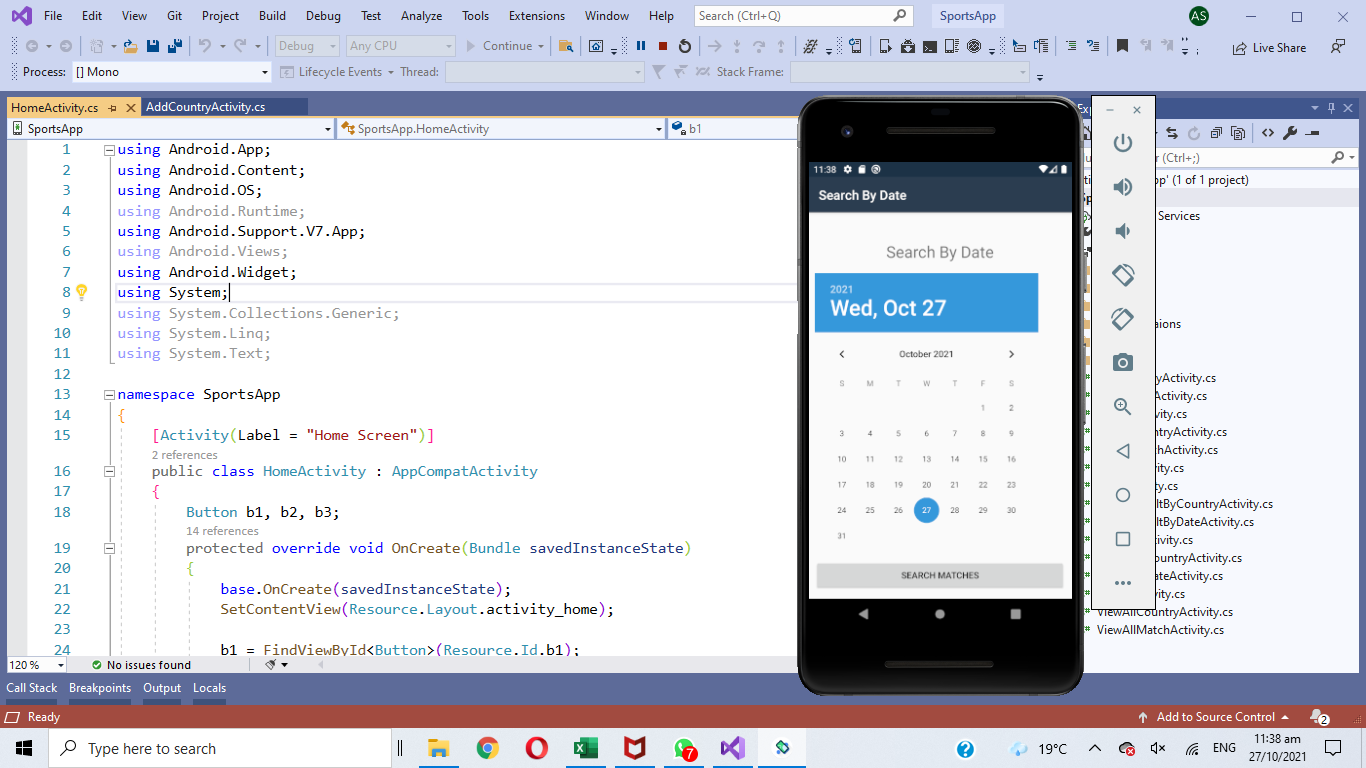 File Edit View Git Project Build Debug Test Analyze Tools Extensions Window Help Search (Ctrl+Q) SportsApp AS
Debug Any CPU Continue Live Share
Process: [] Mono Lifecycle Events Thread: Stack Frame:
HomeActivity.cs AddCountryActivity.cs
SportsApp SportsApp.HomeActivity b1
1 using Android.App;
2 using Android.Content;
3 using Android.OS;
4 using Android.Runtime;
5 using Android.Support.V7.App;
6 using Android.Views;
7 using Android.Widget;
8 using System;
9 using System.Collections.Generic;
10 using System.Linq;
11 using System.Text;
12
13 namespace SportsApp
14 {
15 [Activity(Label = "Home Screen")]
2 references
16 public class HomeActivity : AppCompatActivity
17 {
18 Button b1, b2, b3;
14 references
19 protected override void OnCreate(Bundle savedInstanceState)
20 {
21 base.OnCreate(savedInstanceState);
22 SetContentView(Resource.Layout.activity_home);
23
24 b1 = FindViewById<Button>(Resource.Id.b1);
120 % No issues found
Call Stack Breakpoints Output Locals
Ready Add to Source Control 2
11:38
Search By Date
Search By Date
2021
Wed, Oct 27
October 2021
S M T W T F S
1 2
3 4 5 6 7 8 9
10 11 12 13 14 15 16
17 18 19 20 21 22 23
24 25 26 27 28 29 30
31
SEARCH MATCHES
Exp
r (Ctrl+;)
pp' (1 of 1 project)
Services
aions
ryActivity.cs
Activity.cs
vity.cs
ntryActivity.cs
chActivity.cs
ivity.cs
ty.cs
ltByCountryActivity.cs
ltByDateActivity.cs
ctivity.cs
CountryActivity.cs
ateActivity.cs
ivity.cs
ViewAllCountryActivity.cs
ViewAllMatchActivity.cs
Type here to search 7 19°C ENG 11:38 am
27/10/2021